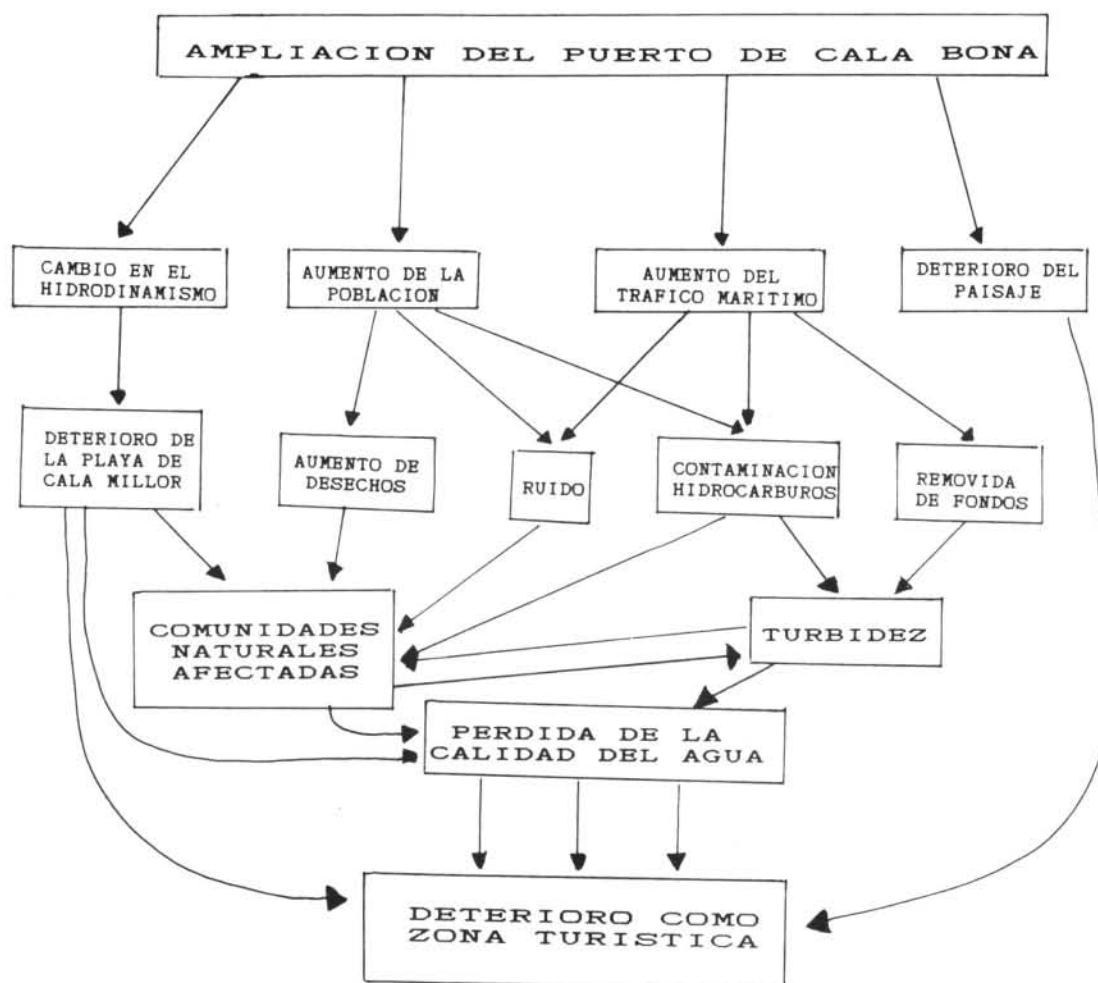 AMPLIACION DEL PUERTO DE CALA BONA
CAMBIO EN EL
HIDRODINAMISMO
AUMENTO DE LA
POBLACION
AUMENTO DEL
TRAFICO MARITIMO
DETERIORO DEL
PAISAJE
DETERIORO DE
LA PLAYA DE
CALA MILLOR
AUMENTO DE
DESECHOS
RUIDO
CONTAMINACION
HIDROCARBUROS
REMOVIDA
DE FONDOS
COMUNIDADES
NATURALES
AFECTADAS
TURBIDEZ
PERDIDA DE LA
CALIDAD DEL AGUA
DETERIORO COMO
ZONA TURISTICA